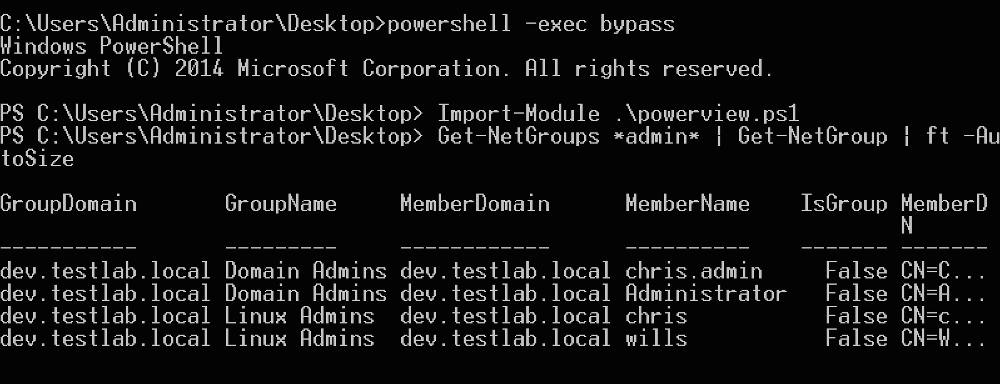 C:\Users\Administrator\Desktop>powershell -exec bypass
Windows PowerShell
Copyright (C) 2014 Microsoft Corporation. All rights reserved.
PS C:\Users\Administrator\Desktop> Import-Module .\powerview.ps1
PS C:\Users\Administrator\Desktop> Get-NetGroups *admin* | Get-NetGroup | ft -Au
toSize
GroupDomain       GroupName     MemberDomain      MemberName    IsGroup MemberD
                                                                        N
-----------       ---------     ------------      ----------    ------- -------
dev.testlab.local Domain Admins dev.testlab.local chris.admin     False CN=C...
dev.testlab.local Domain Admins dev.testlab.local Administrator   False CN=A...
dev.testlab.local Linux Admins  dev.testlab.local chris           False CN=c...
dev.testlab.local Linux Admins  dev.testlab.local wills           False CN=W...